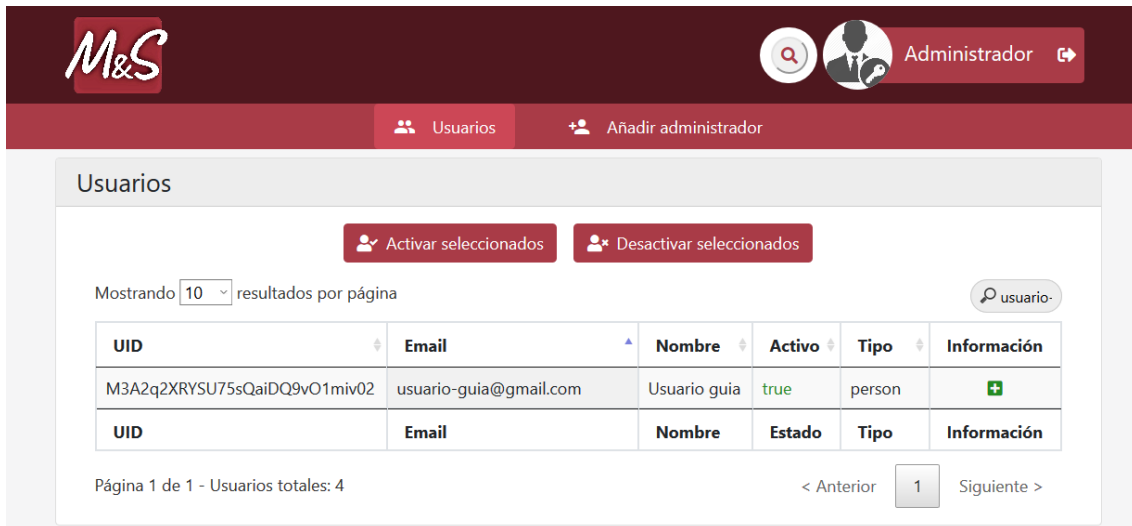 M&S
Administrador
Usuarios Añadir administrador
Usuarios
Activar seleccionados Desactivar seleccionados
Mostrando 10 resultados por página usuario-
UID Email Nombre Activo Tipo Información
M3A2q2XRYSU75sQaiDQ9vO1miv02 usuario-guia@gmail.com Usuario guia true person
UID Email Nombre Estado Tipo Información
Página 1 de 1 - Usuarios totales: 4 < Anterior 1 Siguiente >